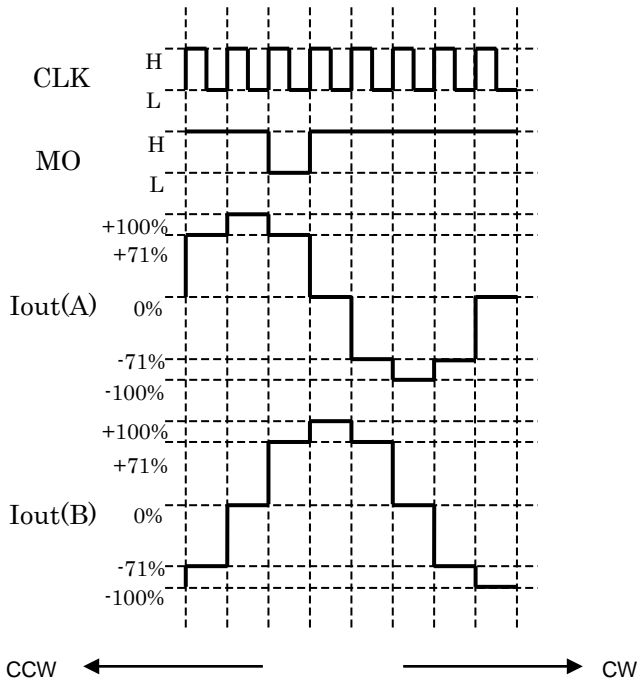 CLK
H
L
MO
H
L
Iout(A)
+100%
+71%
0%
-71%
-100%
Iout(B)
+100%
+71%
0%
-71%
-100%
CCW CW